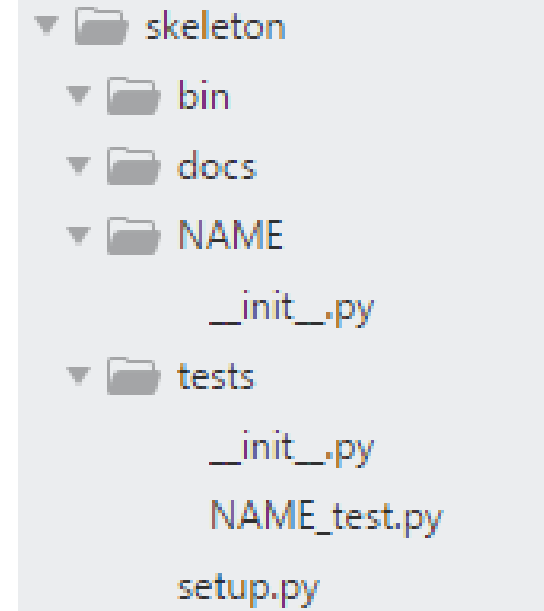 skeleton
bin
docs
NAME
__init__.py
tests
__init__.py
NAME_test.py
setup.py